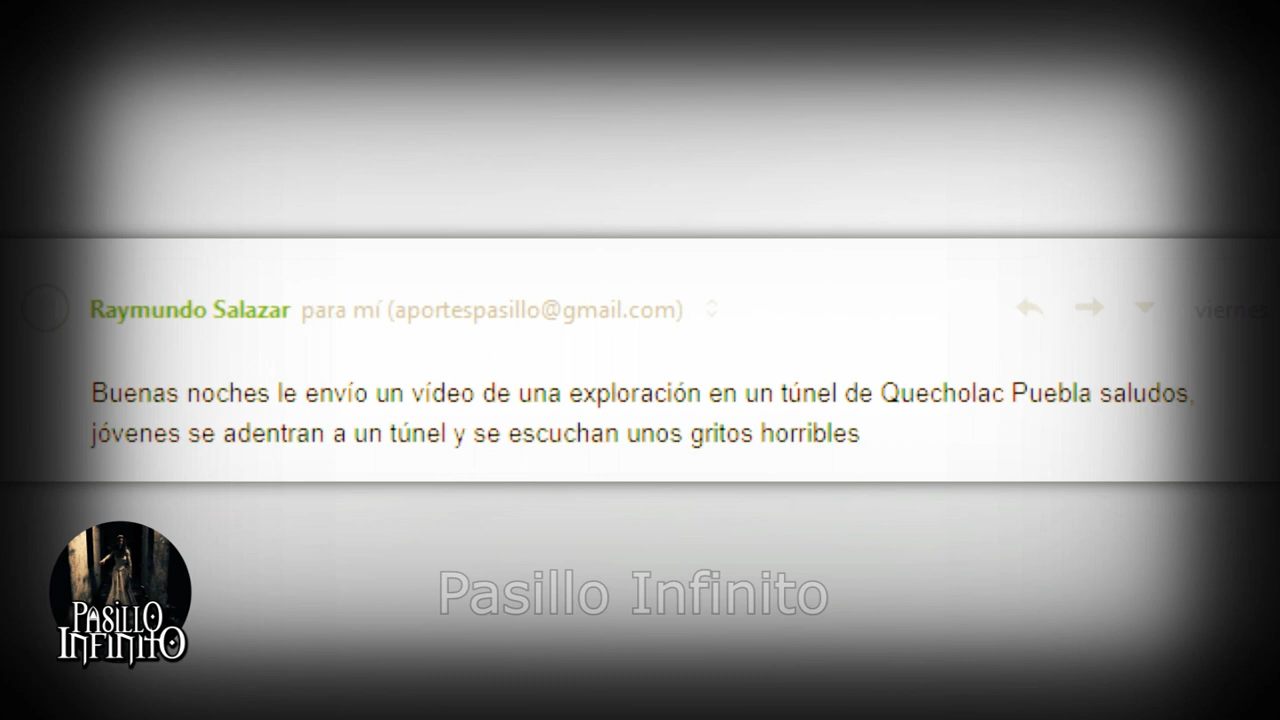 Raymundo Salazar para mí (aportespasillo@gmail.com)
viernes
Buenas noches le envío un vídeo de una exploración en un túnel de Quecholac Puebla saludos,
jóvenes se adentran a un túnel y se escuchan unos gritos horribles
Pasillo Infinito
PASILLO
INFINITO